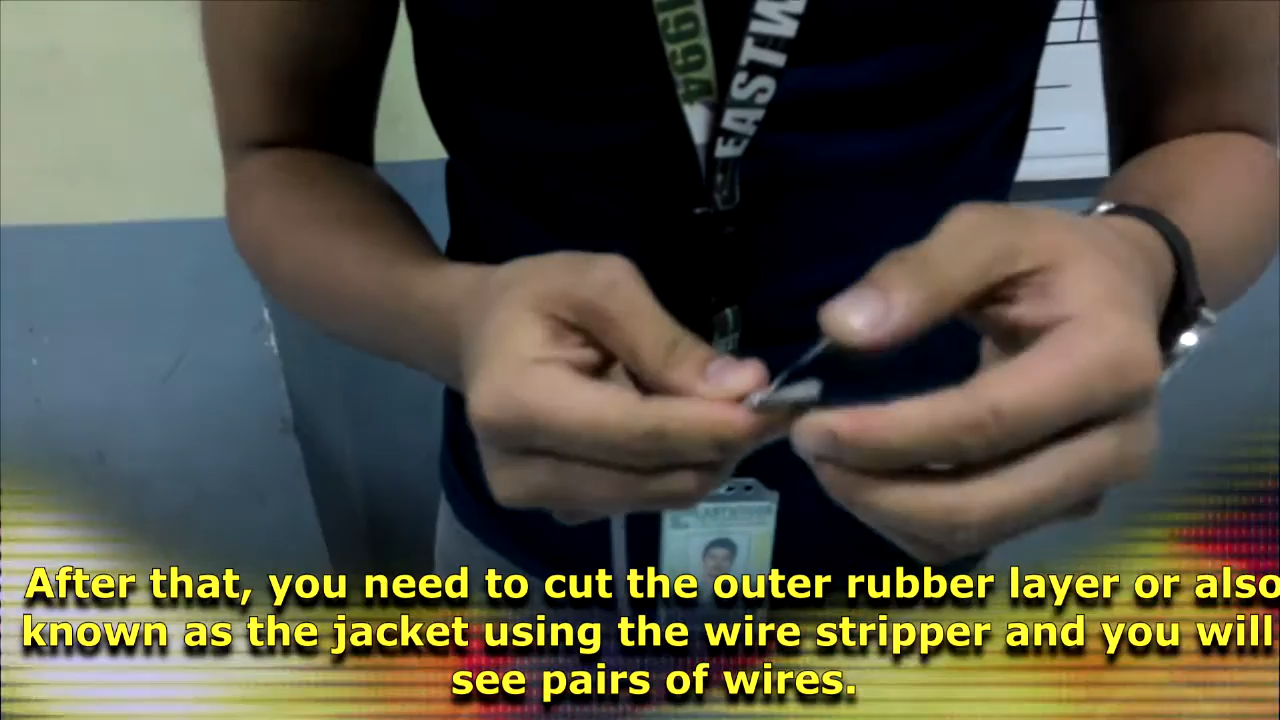 1994
EASTW
After that, you need to cut the outer rubber layer or also
known as the jacket using the wire stripper and you will
see pairs of wires.